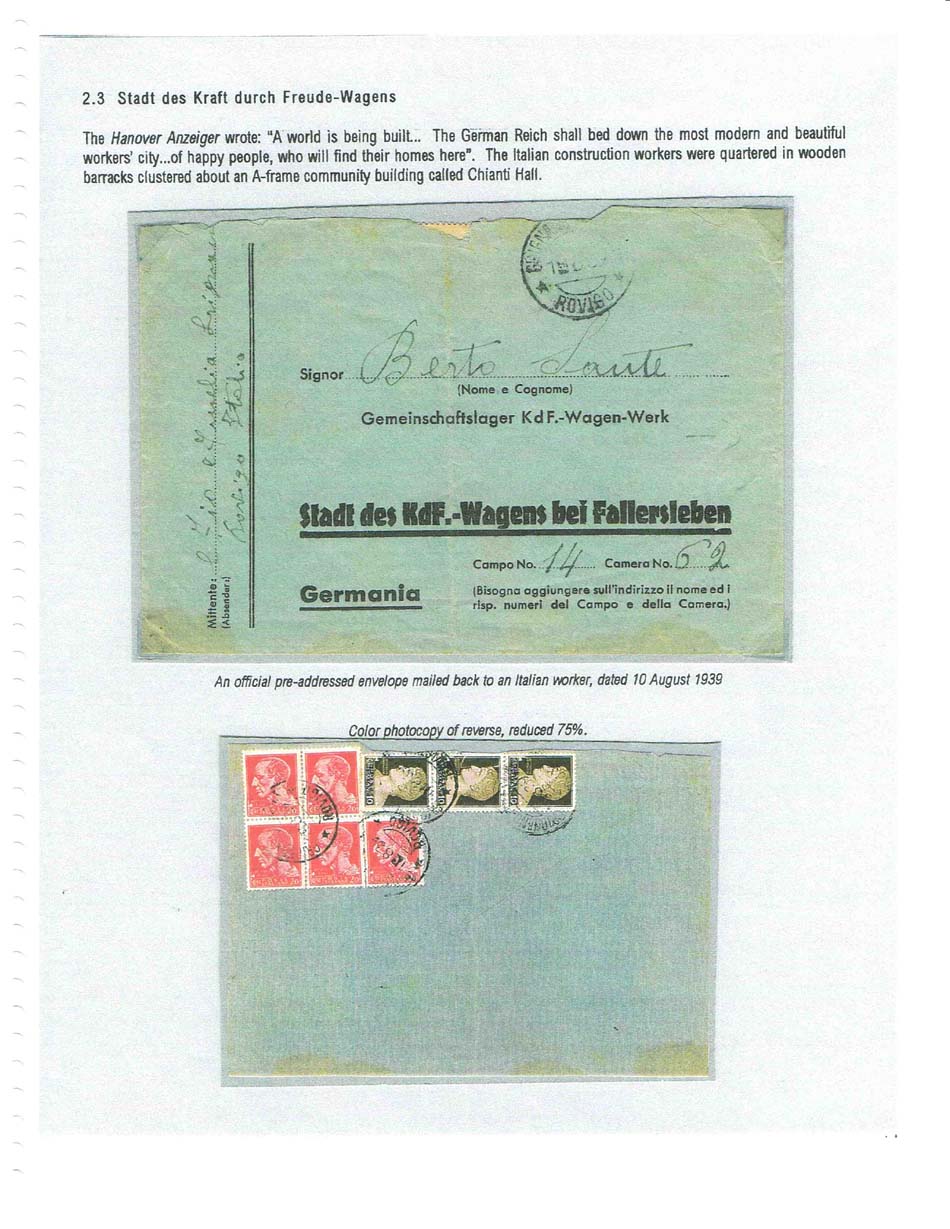 2.3 Stadt des Kraft durch Freude-Wagens
The Hanover Anzeiger wrote: "A world is being built... The German Reich shall bed down the most modern and beautiful
workers' city...of happy people, who will find their homes here". The Italian construction workers were quartered in wooden
barracks clustered about an A-frame community building called Chianti Hall.
ROVIGO
Mittente:
(Absender:)
Rovigo Italia
Signor Berto Sante
(Nome e Cognome)
Gemeinschaftslager KdF.-Wagen-Werk
Stadt des KdF.-Wagens bei Fallersleben
Campo No. 14 Camera No. 62
Germania
(Bisogna aggiungere sull'indirizzo il nome ed i
risp. numeri del Campo e della Camera.)
An official pre-addressed envelope mailed back to an Italian worker, dated 10 August 1939
Color photocopy of reverse, reduced 75%.
ROVIGO